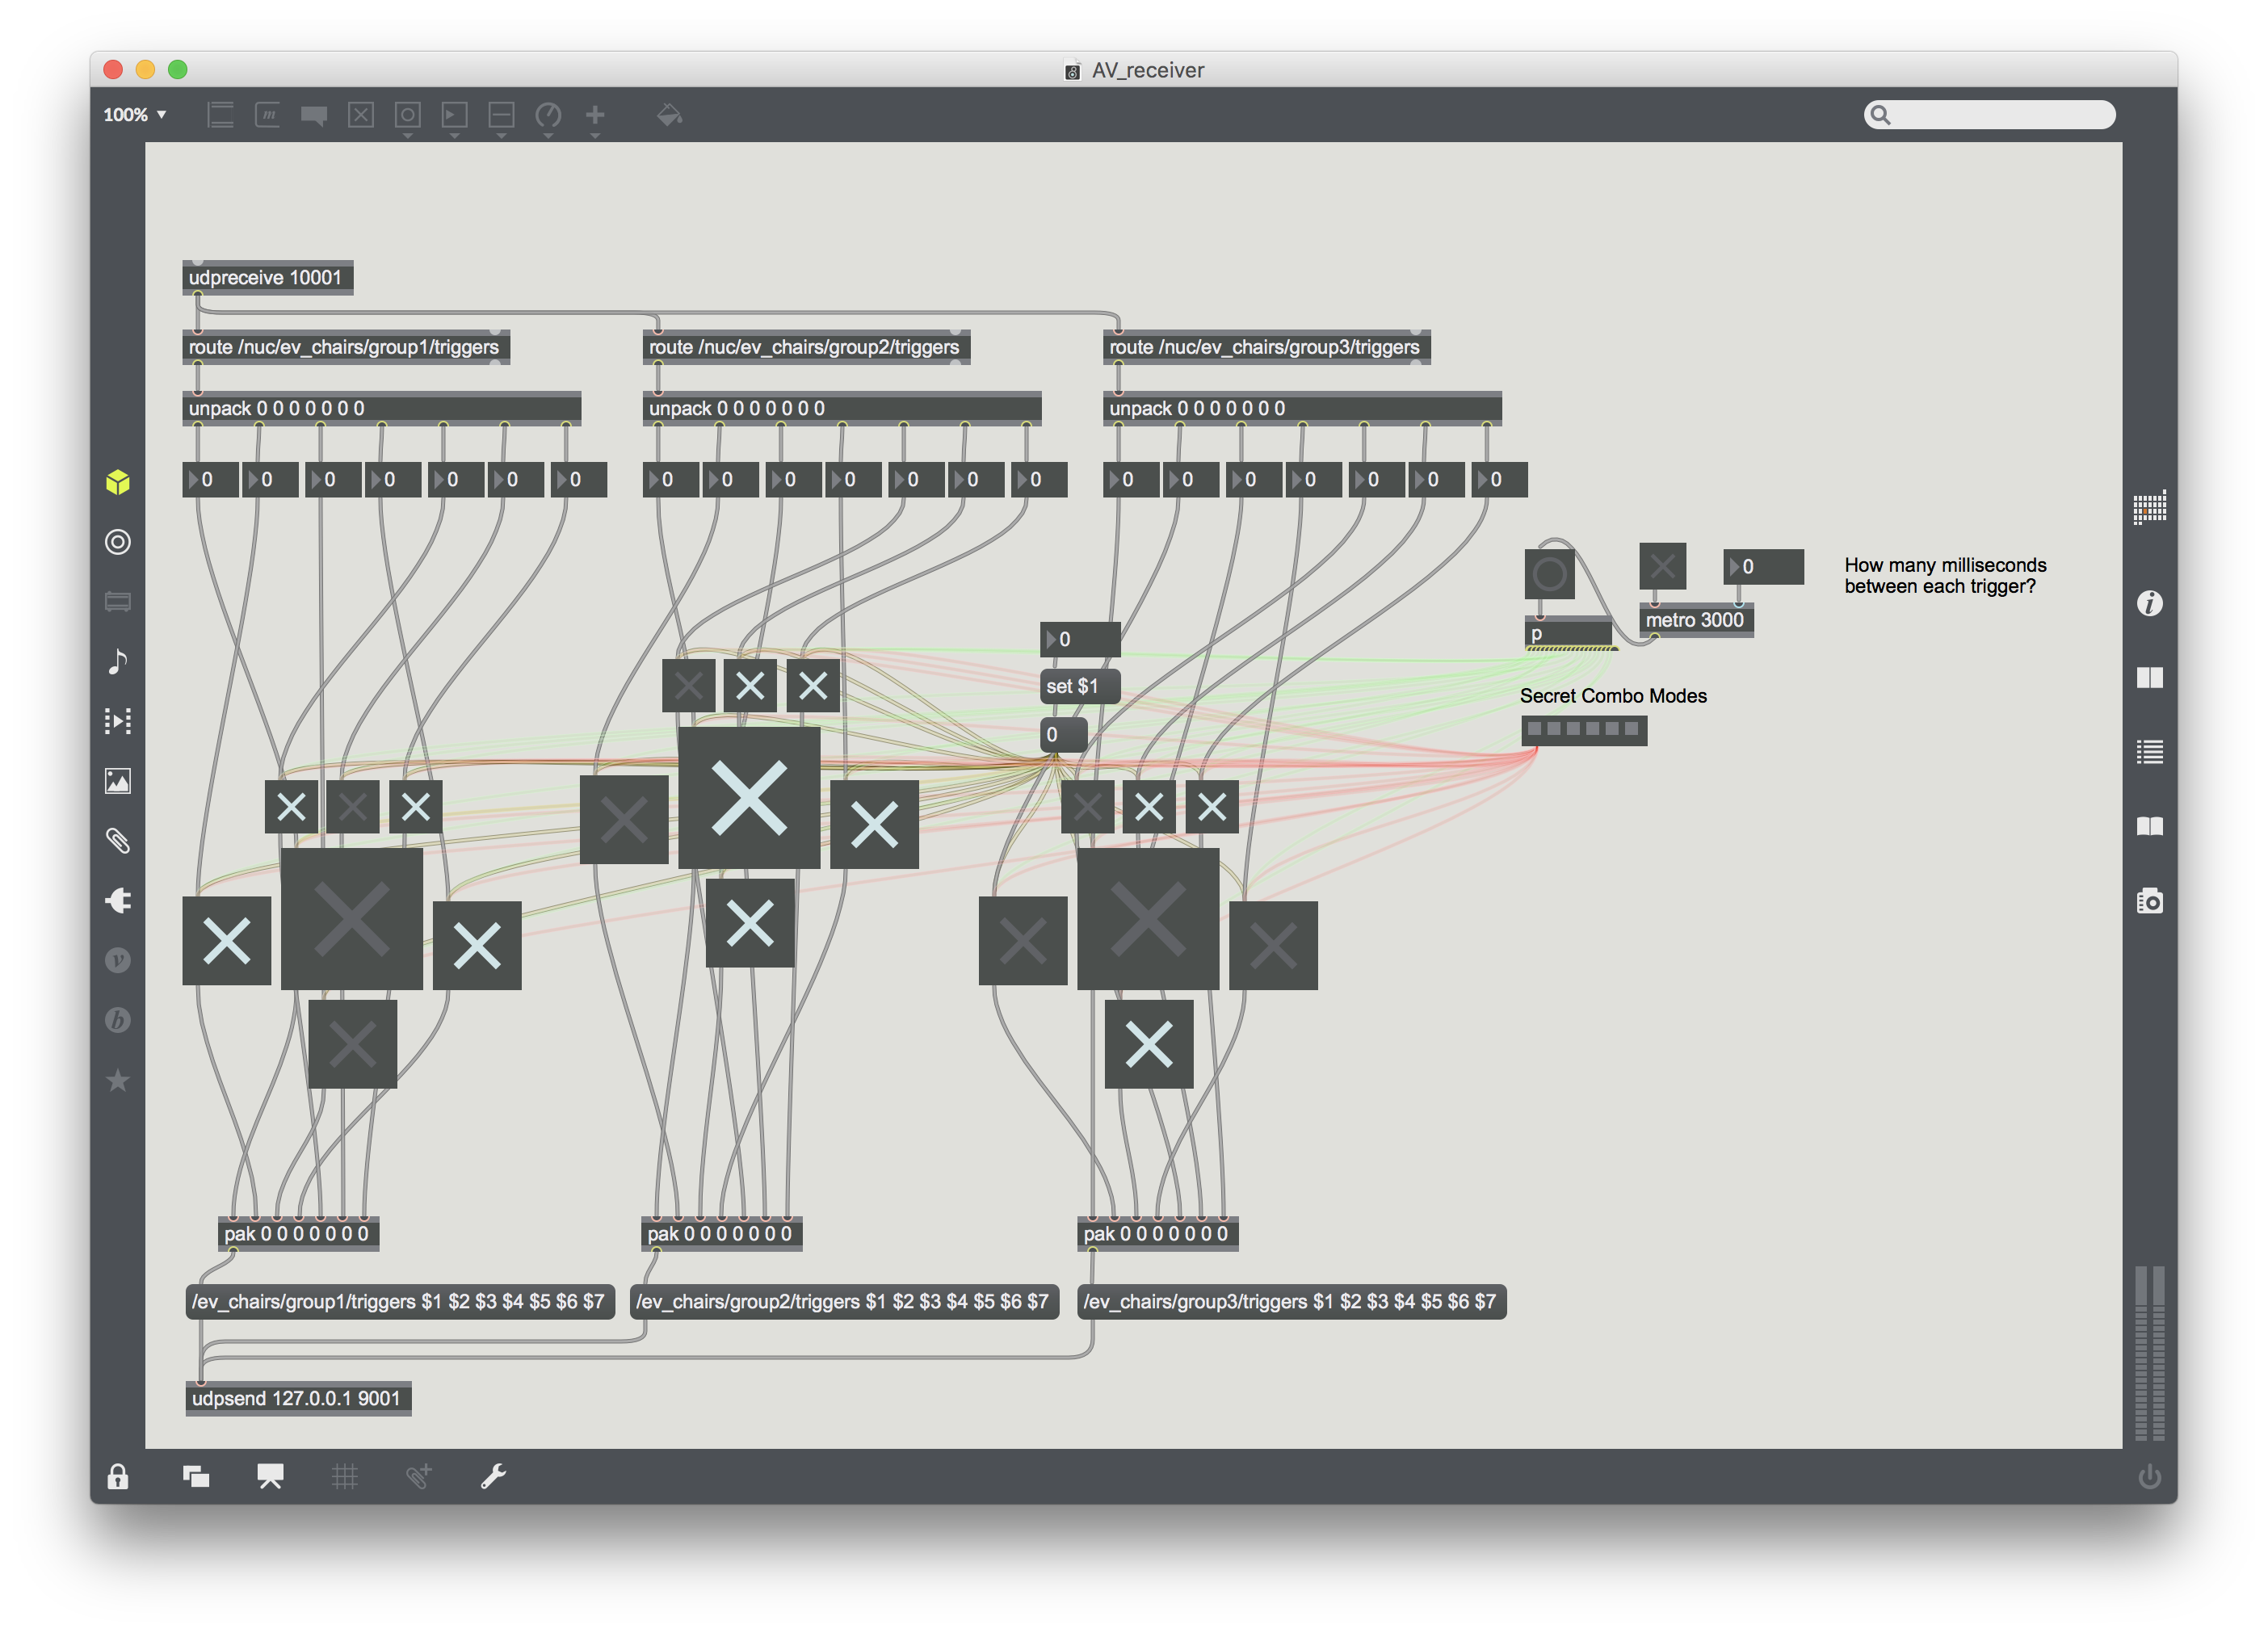 AV_receiver
100%
m
udpreceive 10001
route /nuc/ev_chairs/group1/triggers
route /nuc/ev_chairs/group2/triggers
route /nuc/ev_chairs/group3/triggers
unpack 0 0 0 0 0 0 0
unpack 0 0 0 0 0 0 0
unpack 0 0 0 0 0 0 0
0 0 0 0 0 0 0
0 0 0 0 0 0 0
0 0 0 0 0 0 0
0
How many milliseconds
between each trigger?
metro 3000
p
0
set $1
0
Secret Combo Modes
i
v
b
pak 0 0 0 0 0 0 0
pak 0 0 0 0 0 0 0
pak 0 0 0 0 0 0 0
/ev_chairs/group1/triggers $1 $2 $3 $4 $5 $6 $7
/ev_chairs/group2/triggers $1 $2 $3 $4 $5 $6 $7
/ev_chairs/group3/triggers $1 $2 $3 $4 $5 $6 $7
udpsend 127.0.0.1 9001